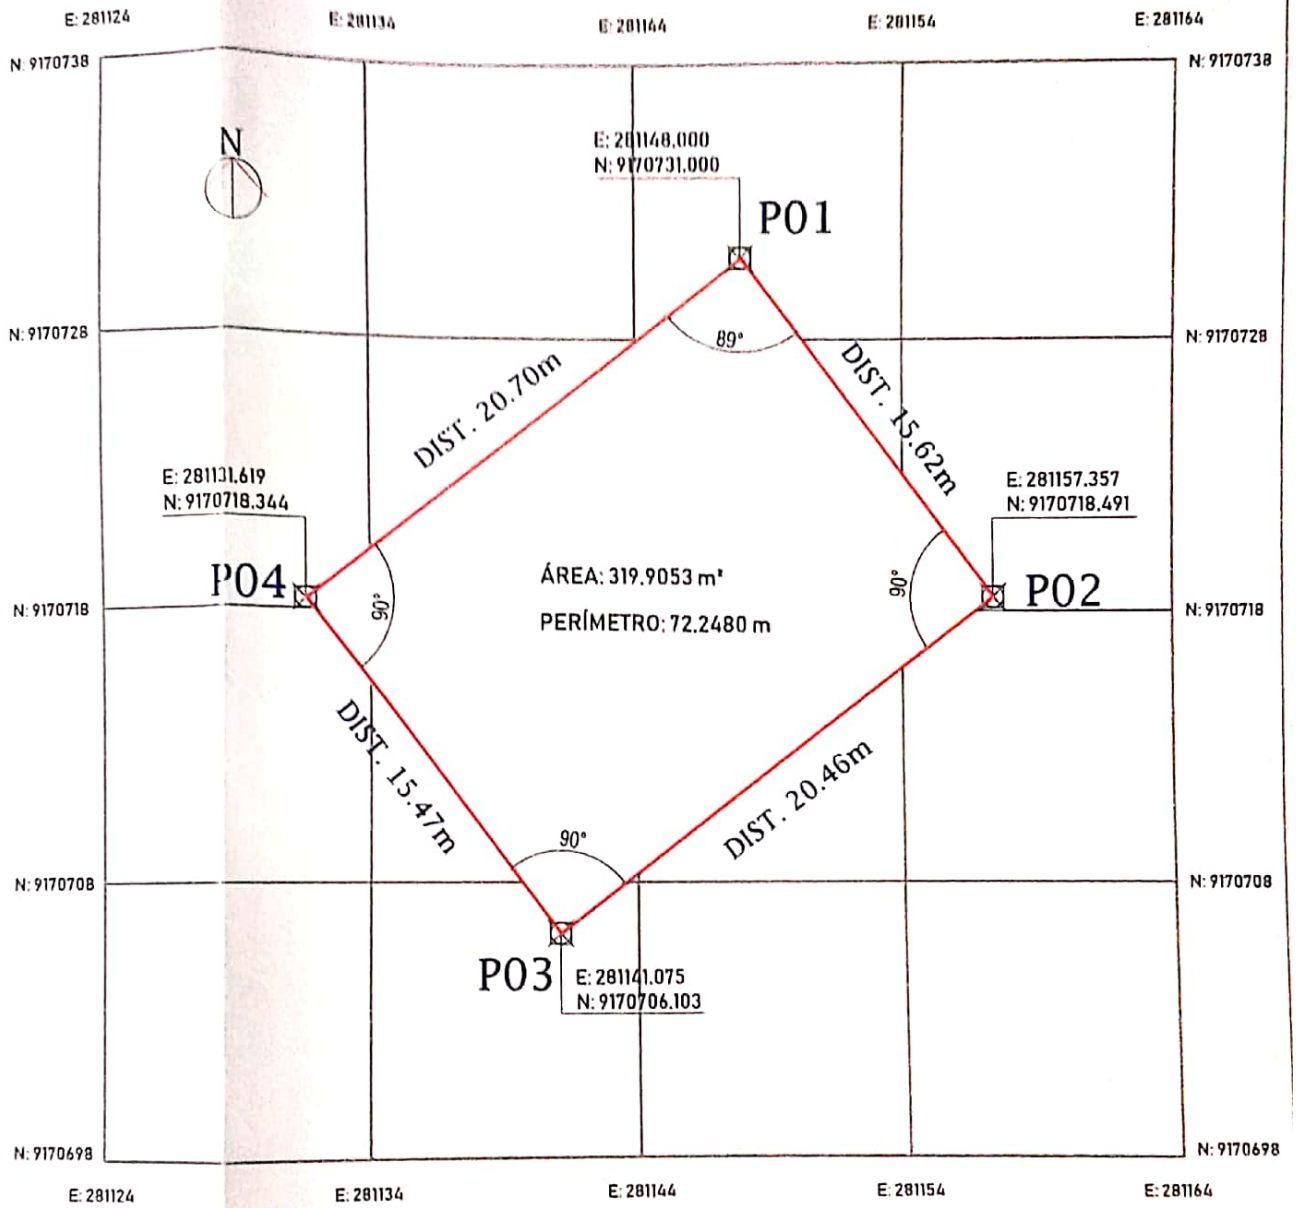 E: 281124 E: 281134 E: 281144 E: 281154 E: 281164
N: 9170738 N: 9170738
N
E: 281148.000
N: 9170731.000
P01
N: 9170728 N: 9170728
89°
DIST. 20.70m
DIST. 15.62m
E: 281131.619
N: 9170718.344
E: 281157.357
N: 9170718.491
P04
90°
ÁREA: 319.9053 m²
PERÍMETRO: 72.2480 m
90°
P02
N: 9170718 N: 9170718
DIST. 15.47m
DIST. 20.46m
90°
N: 9170708 N: 9170708
P03
E: 281141.075
N: 9170706.103
N: 9170698 N: 9170698
E: 281124 E: 281134 E: 281144 E: 281154 E: 281164